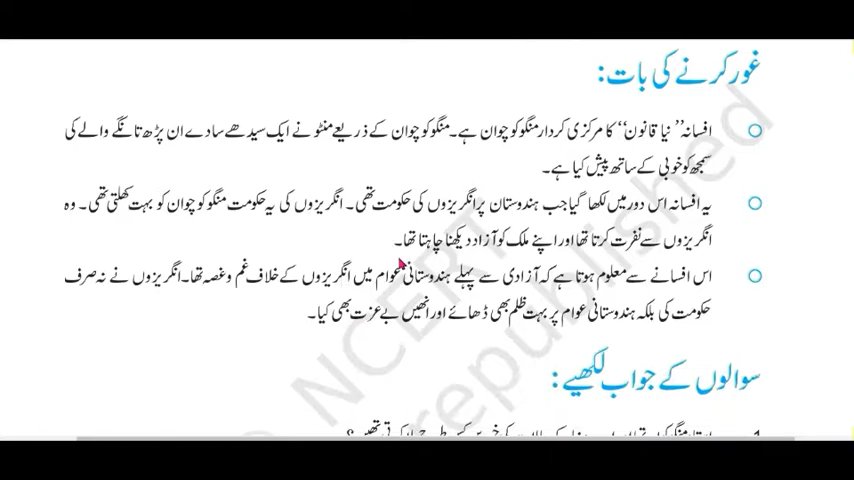 غور کرنے کی بات:
افسانہ ”نیا قانون“ کا مرکزی کردار منگو کوچوان ہے۔ منگو کوچوان کے ذریعے منٹو نے ایک سیدھے سادے ان پڑھ تانگے والے کی
سمجھ کو خوبی کے ساتھ پیش کیا ہے۔
یہ افسانہ اس دور میں لکھا گیا جب ہندوستان پر انگریزوں کی حکومت تھی۔ انگریزوں کی یہ حکومت منگو کوچوان کو بہت کھلتی تھی۔ وہ
انگریزوں سے نفرت کرتا تھا اور اپنے ملک کو آزاد دیکھنا چاہتا تھا۔
اس افسانے سے معلوم ہوتا ہے کہ آزادی سے پہلے ہندوستانی عوام میں انگریزوں کے خلاف غم و غصہ تھا۔ انگریزوں نے نہ صرف
حکومت کی بلکہ ہندوستانی عوام پر بہت ظلم بھی ڈھائے اور انھیں بے عزت بھی کیا۔
سوالوں کے جواب لکھیے:
© NCERT
republished